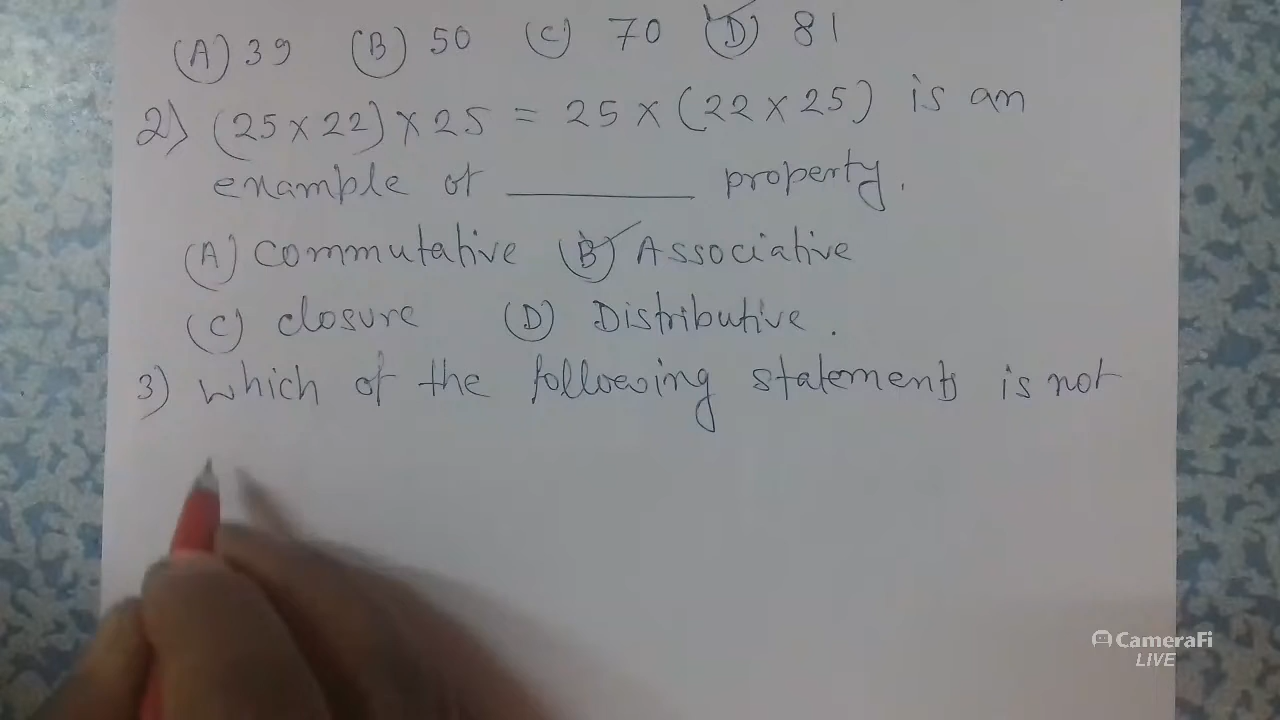 (A) 39 (B) 50 (C) 70 (D) 81
2) (25 × 22) × 25 = 25 × (22 × 25) is an
example of ________ property.
(A) Commutative (B) Associative
(C) closure (D) Distributive.
3) Which of the following statements is not
CameraFi
LIVE